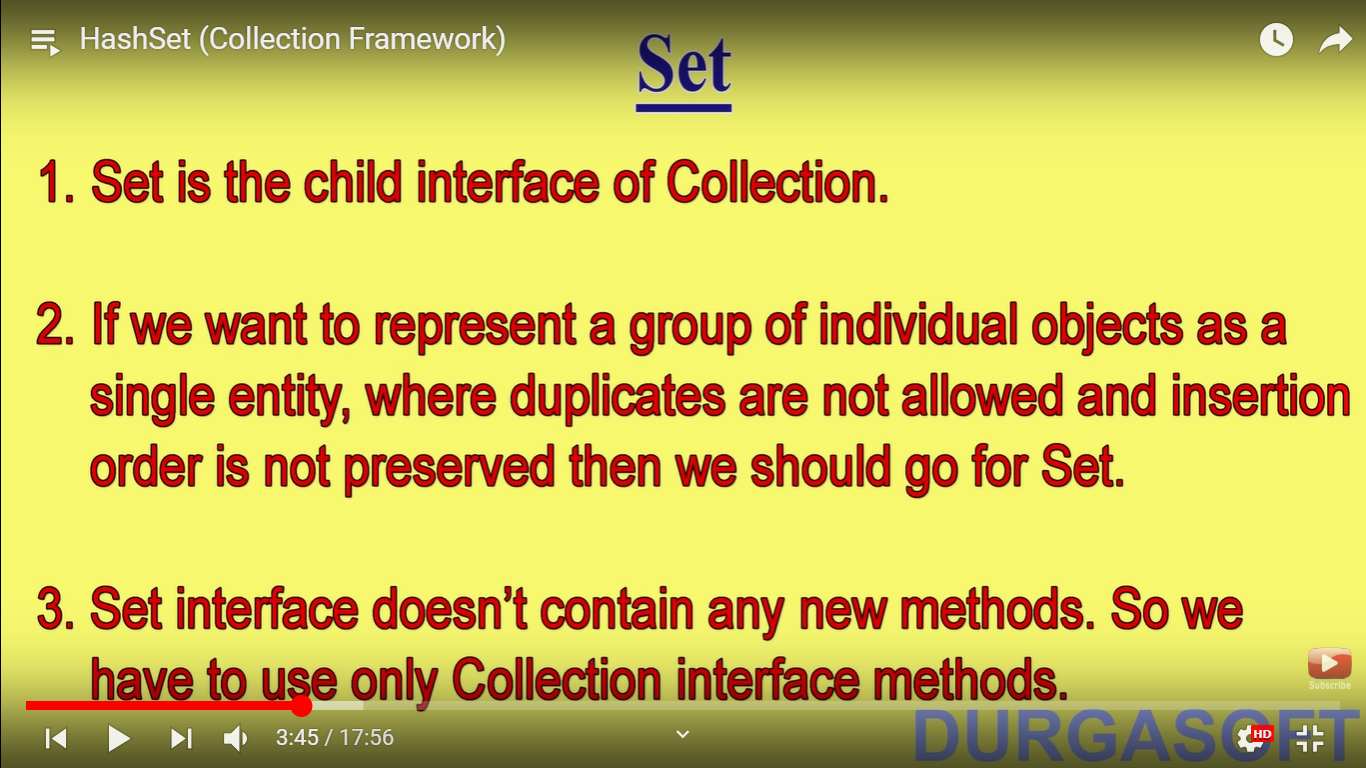 HashSet (Collection Framework)
Set
1. Set is the child interface of Collection.
2. If we want to represent a group of individual objects as a
single entity, where duplicates are not allowed and insertion
order is not preserved then we should go for Set.
3. Set interface doesn't contain any new methods. So we
have to use only Collection interface methods.
Subscribe
3:45 / 17:56
DURGASOFT
HD